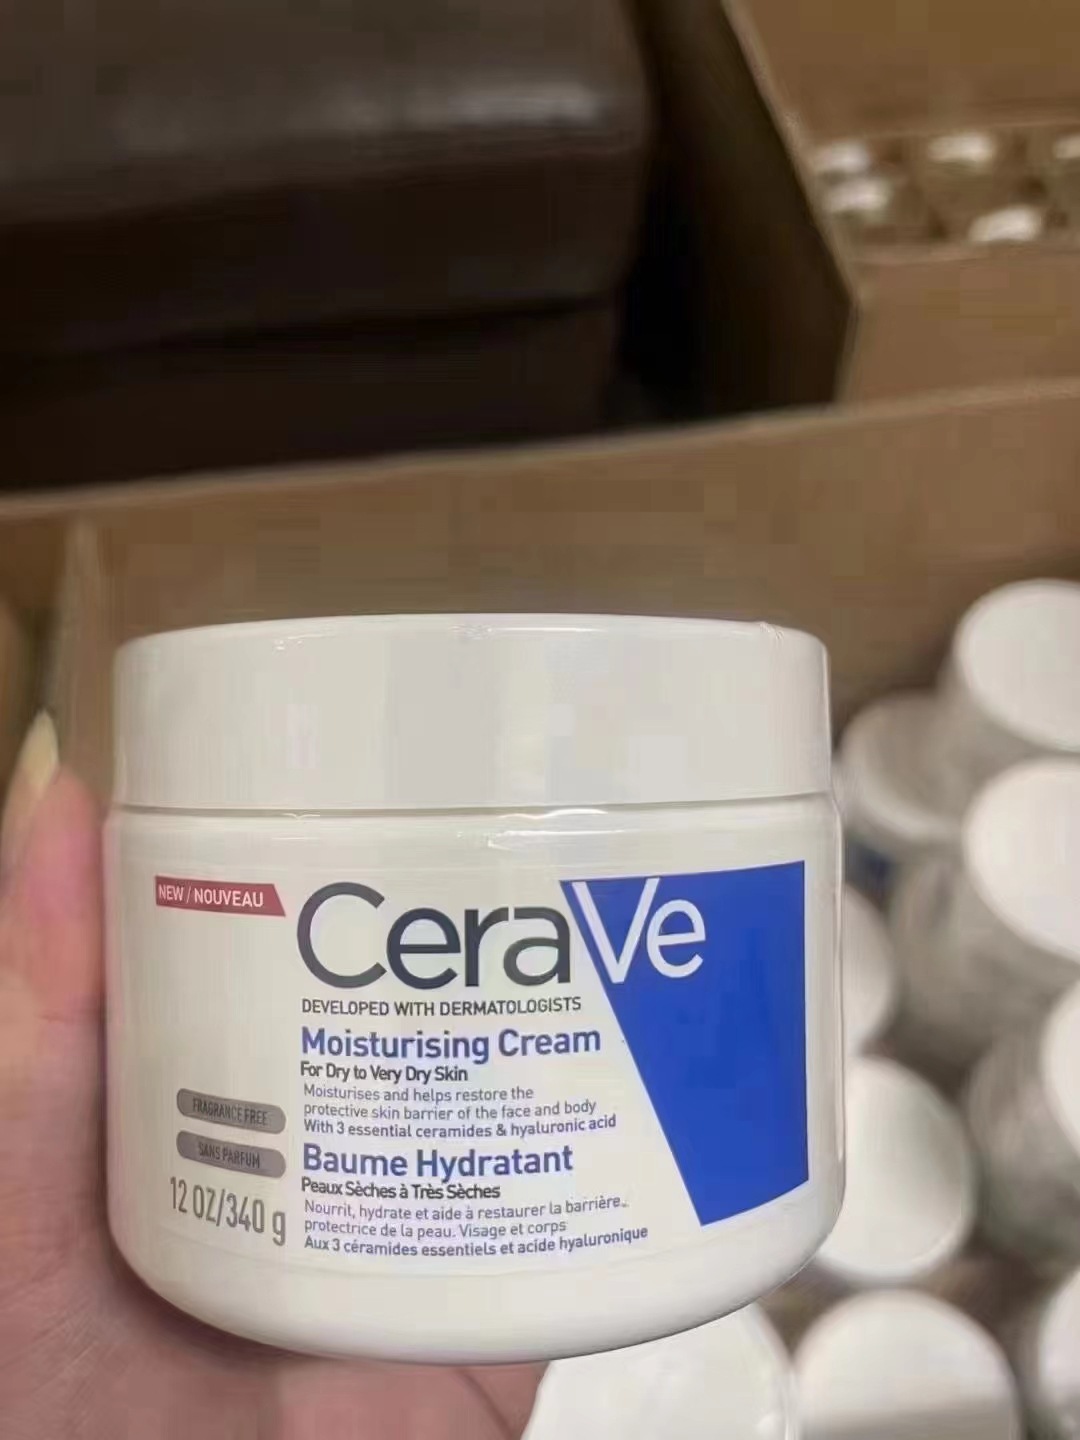 NEW / NOUVEAU
CeraVe
DEVELOPED WITH DERMATOLOGISTS
Moisturising Cream
For Dry to Very Dry Skin
Moisturises and helps restore the
protective skin barrier of the face and body
With 3 essential ceramides & hyaluronic acid
FRAGRANCE FREE
SANS PARFUM
12 OZ/340 g
Baume Hydratant
Peaux Sèches à Très Sèches
Nourrit, hydrate et aide à restaurer la barrière
protectrice de la peau. Visage et corps
Aux 3 céramides essentiels et acide hyaluronique